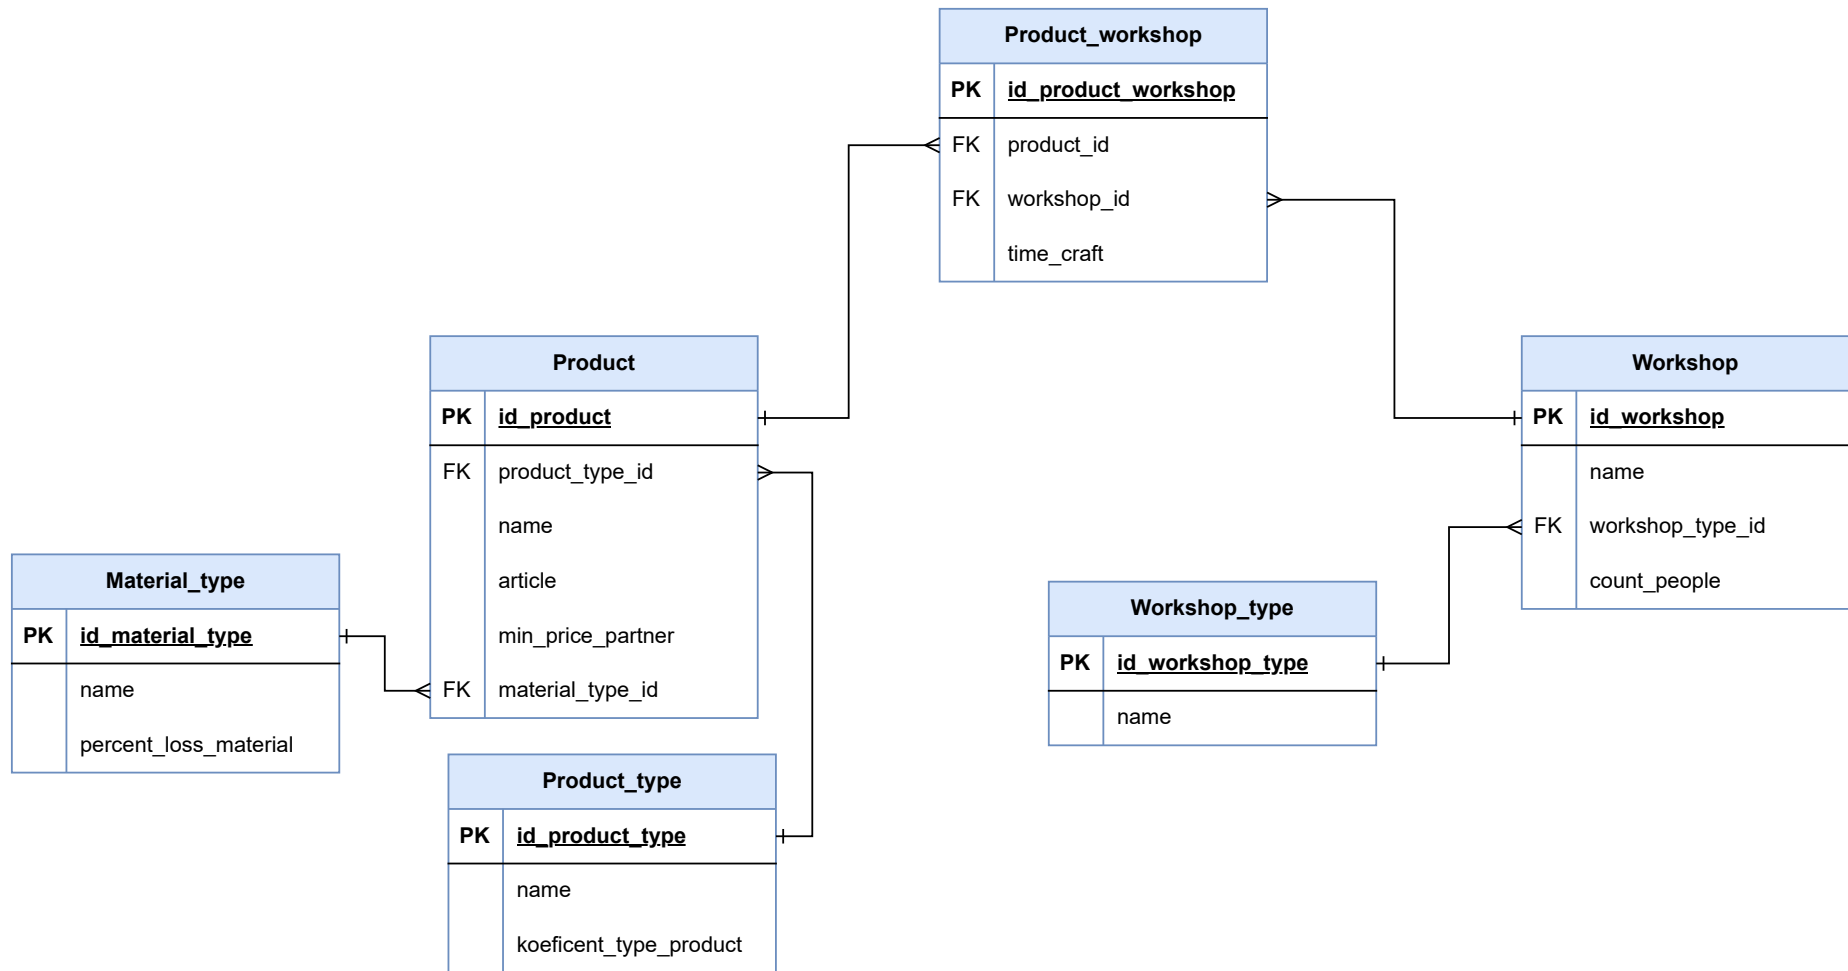 Product_workshop
PK id_product_workshop
FK product_id
FK workshop_id
time_craft
Product
PK id_product
FK product_type_id
name
article
min_price_partner
FK material_type_id
Workshop
PK id_workshop
name
FK workshop_type_id
count_people
Material_type
PK id_material_type
name
percent_loss_material
Workshop_type
PK id_workshop_type
name
Product_type
PK id_product_type
name
koeficent_type_product